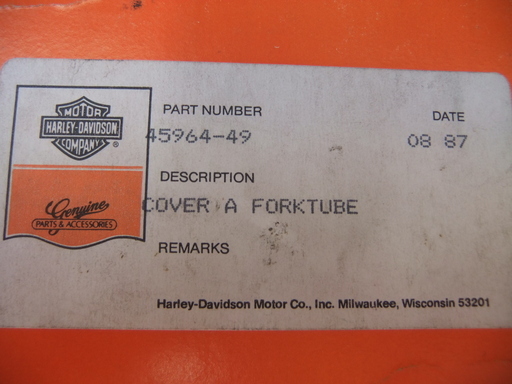 MOTOR
HARLEY-DAVIDSON
COMPANY
®
Genuine
PARTS & ACCESSORIES
PART NUMBER
DATE
45964-49
08 87
DESCRIPTION
COVER A FORKTUBE
REMARKS
Harley-Davidson Motor Co., Inc. Milwaukee, Wisconsin 53201